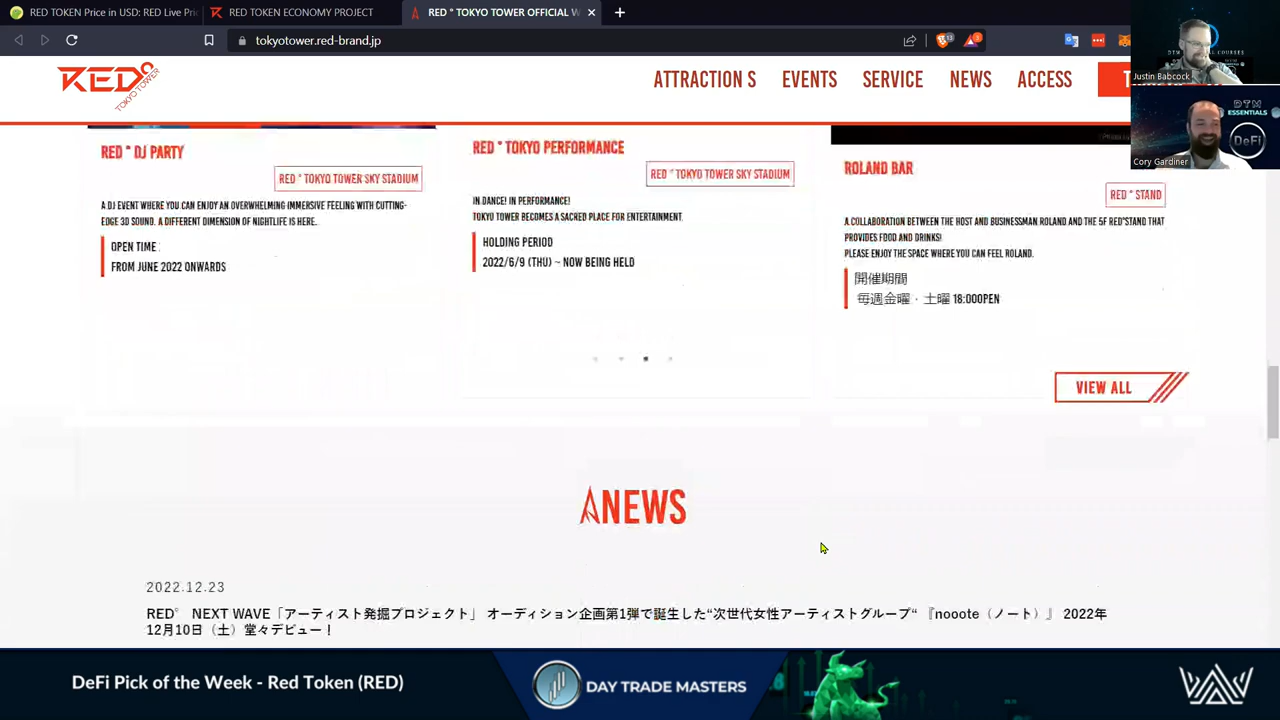 RED TOKEN Price in USD: RED Live Pri
RED TOKEN ECONOMY PROJECT
RED ° TOKYO TOWER OFFICIAL W
tokyotower.red-brand.jp
RED°
TOKYO TOWER
ATTRACTION S
EVENTS
SERVICE
NEWS
ACCESS
Justin Babcock
DTM
ESSENTIALS
DeFi
Cory Gardiner
RED ° DJ PARTY
RED ° TOKYO TOWER SKY STADIUM
A DJ EVENT WHERE YOU CAN ENJOY AN OVERWHELMING IMMERSIVE FEELING WITH CUTTING-
EDGE 3D SOUND. A DIFFERENT DIMENSION OF NIGHTLIFE IS HERE.
OPEN TIME :
FROM JUNE 2022 ONWARDS
RED ° TOKYO PERFORMANCE
RED ° TOKYO TOWER SKY STADIUM
IN DANCE! IN PERFORMANCE!
TOKYO TOWER BECOMES A SACRED PLACE FOR ENTERTAINMENT.
HOLDING PERIOD
2022/6/9 (THU) ~ NOW BEING HELD
ROLAND BAR
RED ° STAND
A COLLABORATION BETWEEN THE HOST AND BUSINESSMAN ROLAND AND THE 5F RED°STAND THAT
PROVIDES FOOD AND DRINKS!
PLEASE ENJOY THE SPACE WHERE YOU CAN FEEL ROLAND.
開催期間
毎週金曜・土曜 18:00OPEN
VIEW ALL
NEWS
2022.12.23
RED° NEXT WAVE「アーティスト発掘プロジェクト」 オーディション企画第1弾で誕生した“次世代女性アーティストグループ“ 『nooote（ノート）』 2022年
12月10日（土）堂々デビュー！
DeFi Pick of the Week - Red Token (RED)
DAY TRADE MASTERS